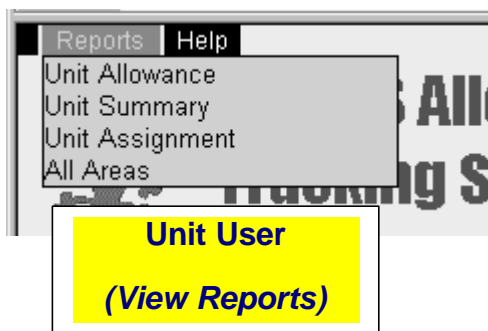 Reports Help
Unit Allowance
Unit Summary
Unit Assignment
All Areas
Unit User
(View Reports)